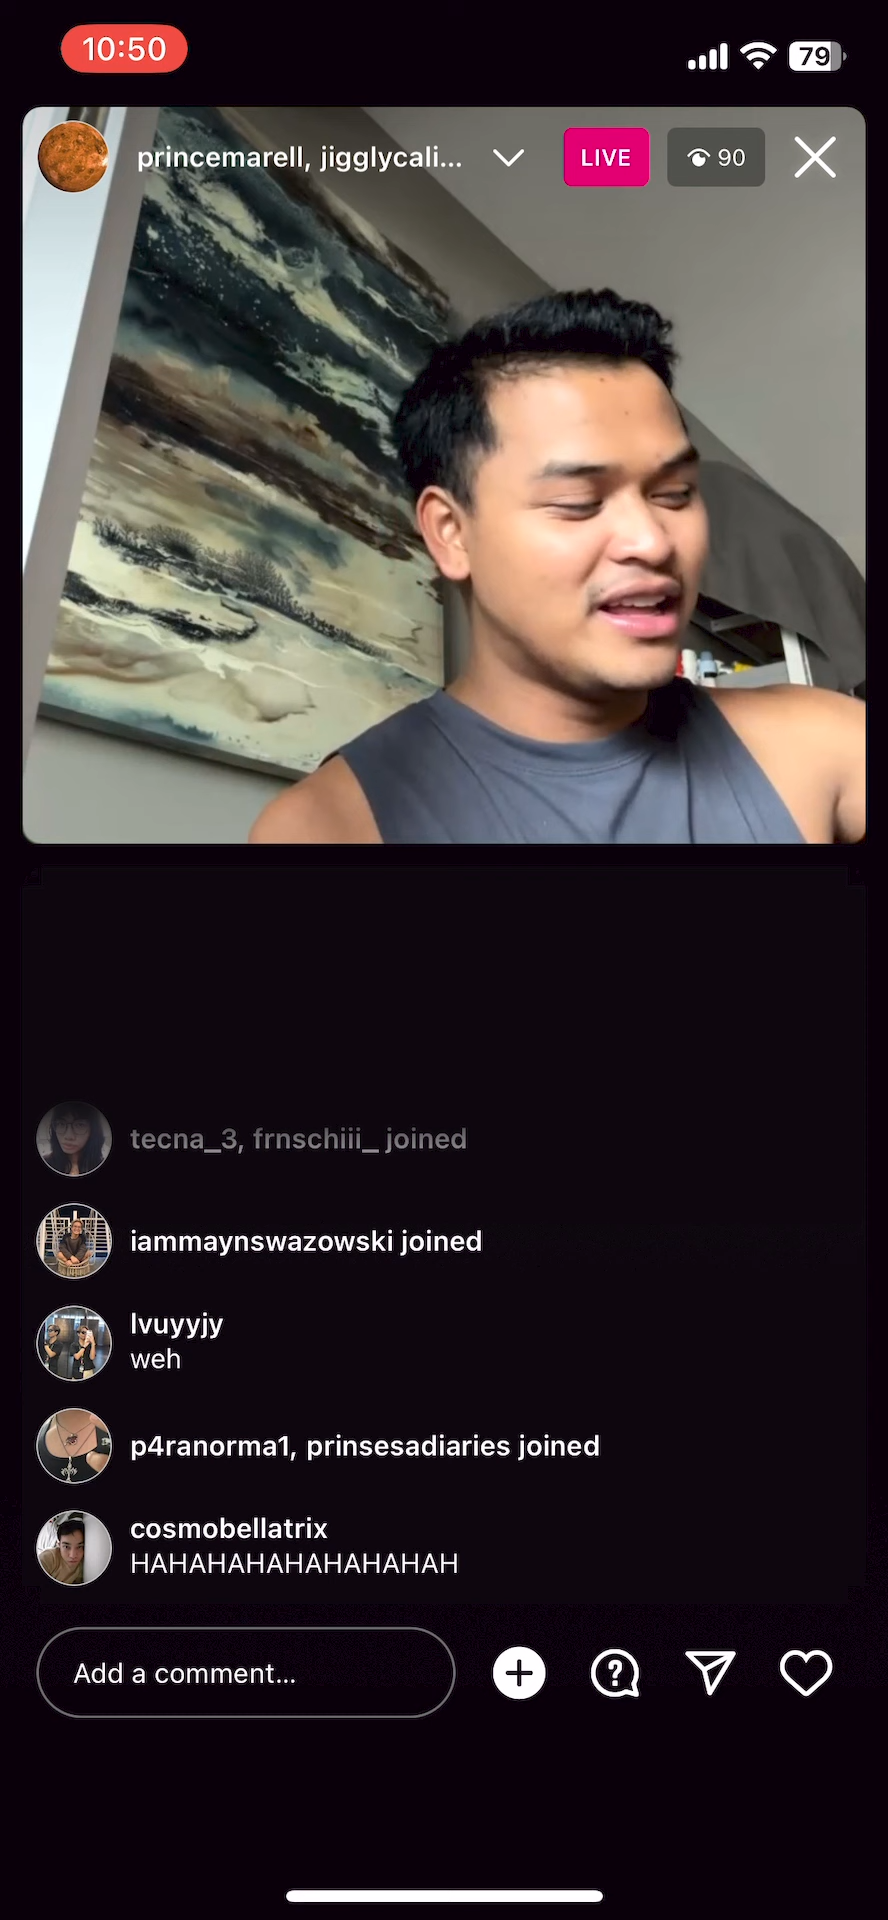 10:50
79
princemarell, jigglycali...
LIVE
90
tecna_3, frnschiii_ joined
iammaynswazowski joined
lvuyyjy
weh
p4ranorma1, prinsesadiaries joined
cosmobellatrix
HAHAHAHAHAHAHAHAH
Add a comment...